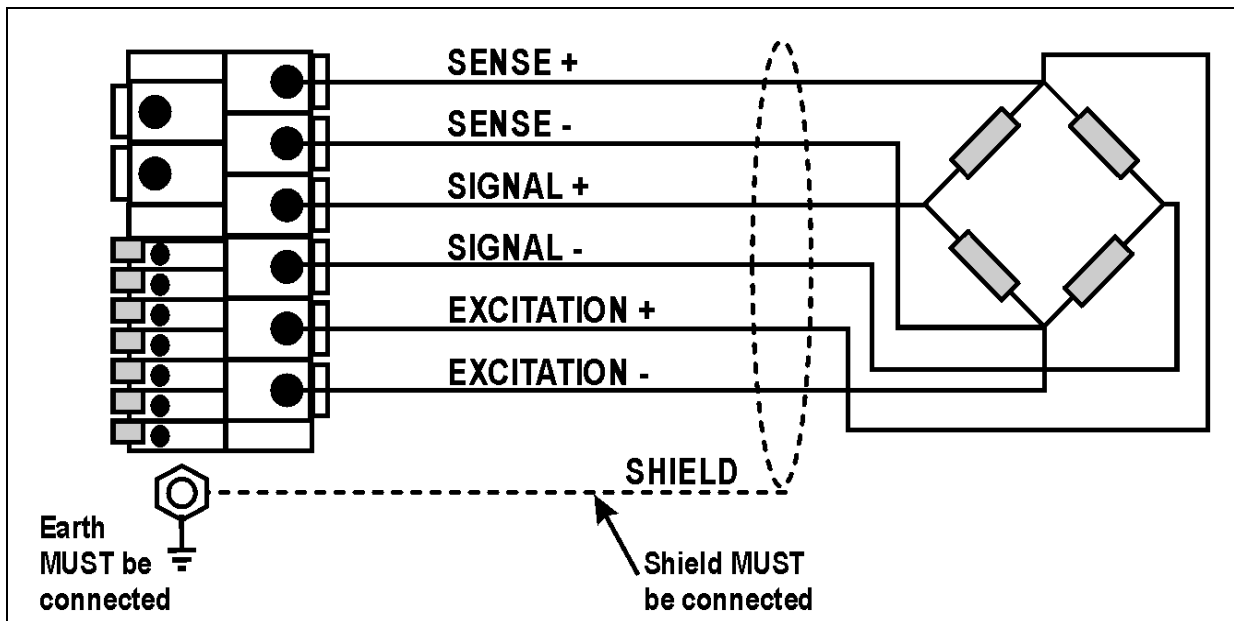 SENSE +
SENSE -
SIGNAL +
SIGNAL -
EXCITATION +
EXCITATION -
SHIELD
Earth
MUST be
connected
Shield MUST
be connected